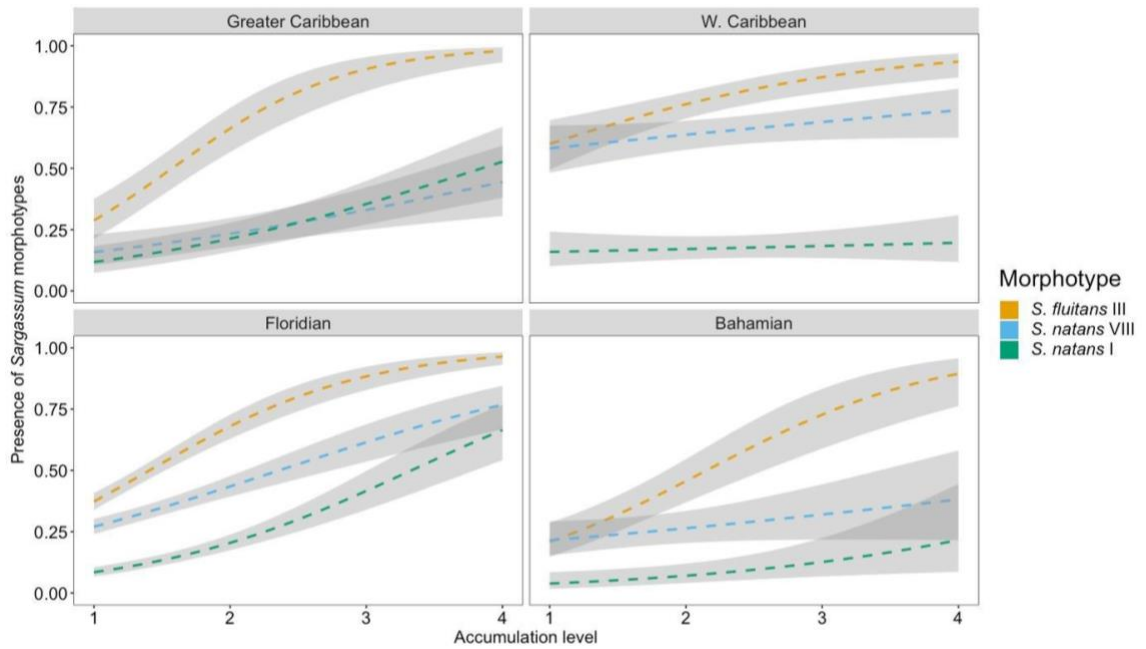 Greater Caribbean
W. Caribbean
1.00
0.75
0.50
0.25
0.00
Floridian
Bahamian
1.00
0.75
0.50
0.25
0.00
1 2 3 4
1 2 3 4
Accumulation level
Presence of Sargassum morphotypes
Morphotype
S. fluitans III
S. natans VIII
S. natans I